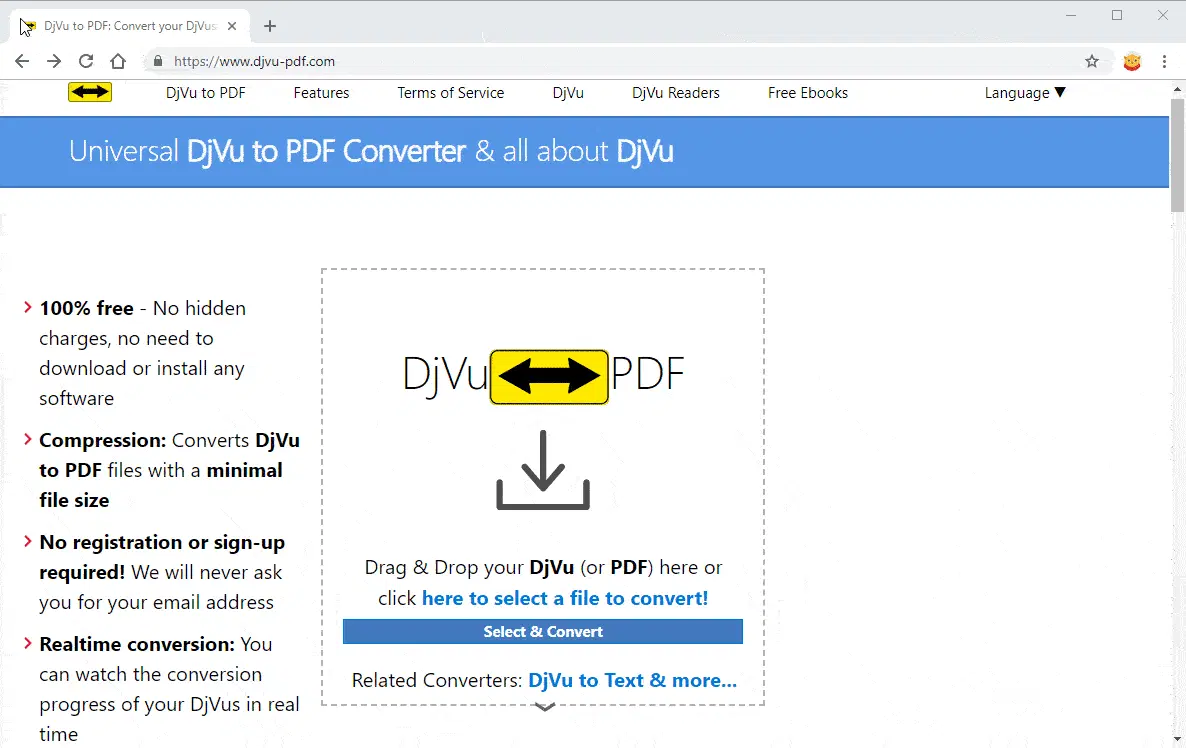 DjVu to PDF: Convert your DjVus
https://www.djvu-pdf.com
DjVu to PDF Features Terms of Service DjVu DjVu Readers Free Ebooks Language ▼
Universal DjVu to PDF Converter & all about DjVu
100% free - No hidden
charges, no need to
download or install any
software
Compression: Converts DjVu
to PDF files with a minimal
file size
No registration or sign-up
required! We will never ask
you for your email address
Realtime conversion: You
can watch the conversion
progress of your DjVus in real
time
DjVu PDF
Drag & Drop your DjVu (or PDF) here or
click here to select a file to convert!
Select & Convert
Related Converters: DjVu to Text & more...